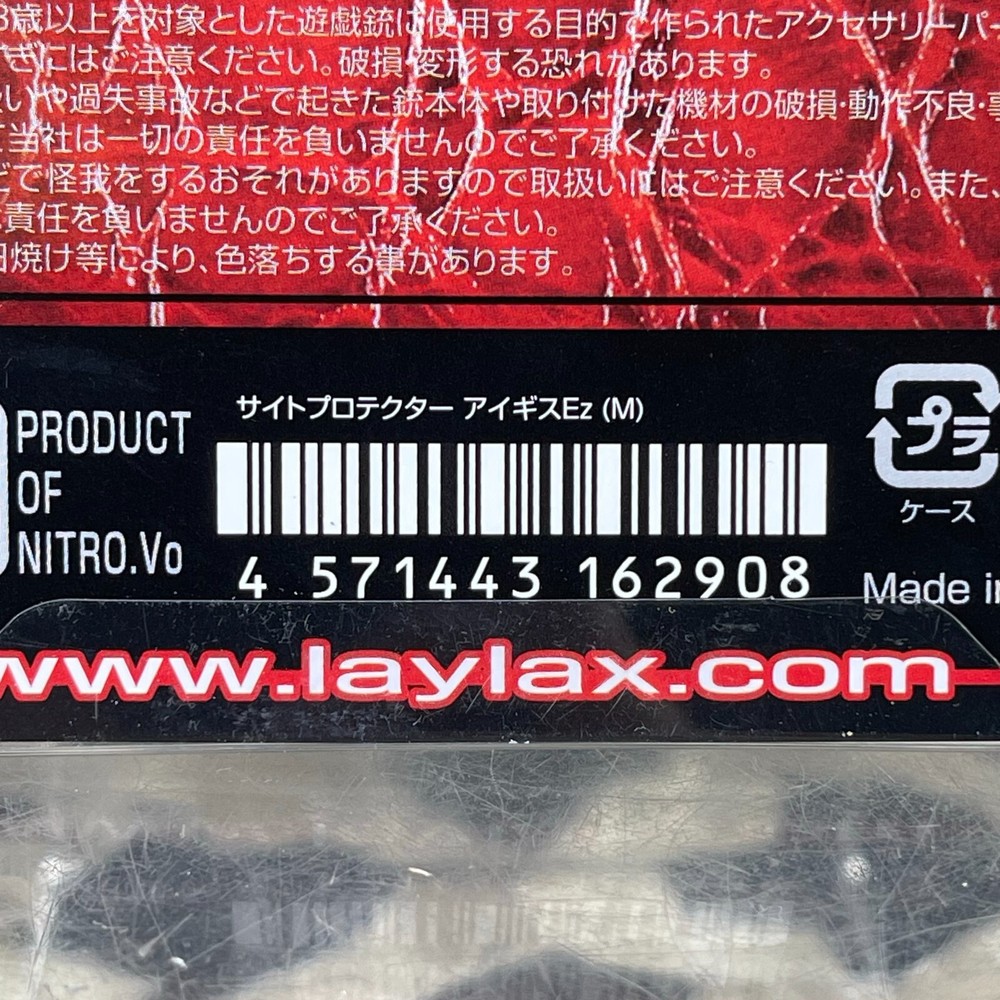 歳以上を対象とした遊戯銃に使用する目的で作られたアクセサリーパ
にはご注意ください。破損・変形する恐れがあります。
いや過失事故などで起きた銃本体や取り付けた機材の破損・動作不良・
当社は一切の責任を負いませんのでご了承ください。
どで怪我をするおそれがありますので取扱いにはご注意ください。また、
責任を負いませんのでご了承ください。
日焼け等により、色落ちする事があります。
サイトプロテクター アイギスEz (M)
PRODUCT
OF
NITRO.Vo
4 571443 162908
プラ
ケース
Made in
www.laylax.com